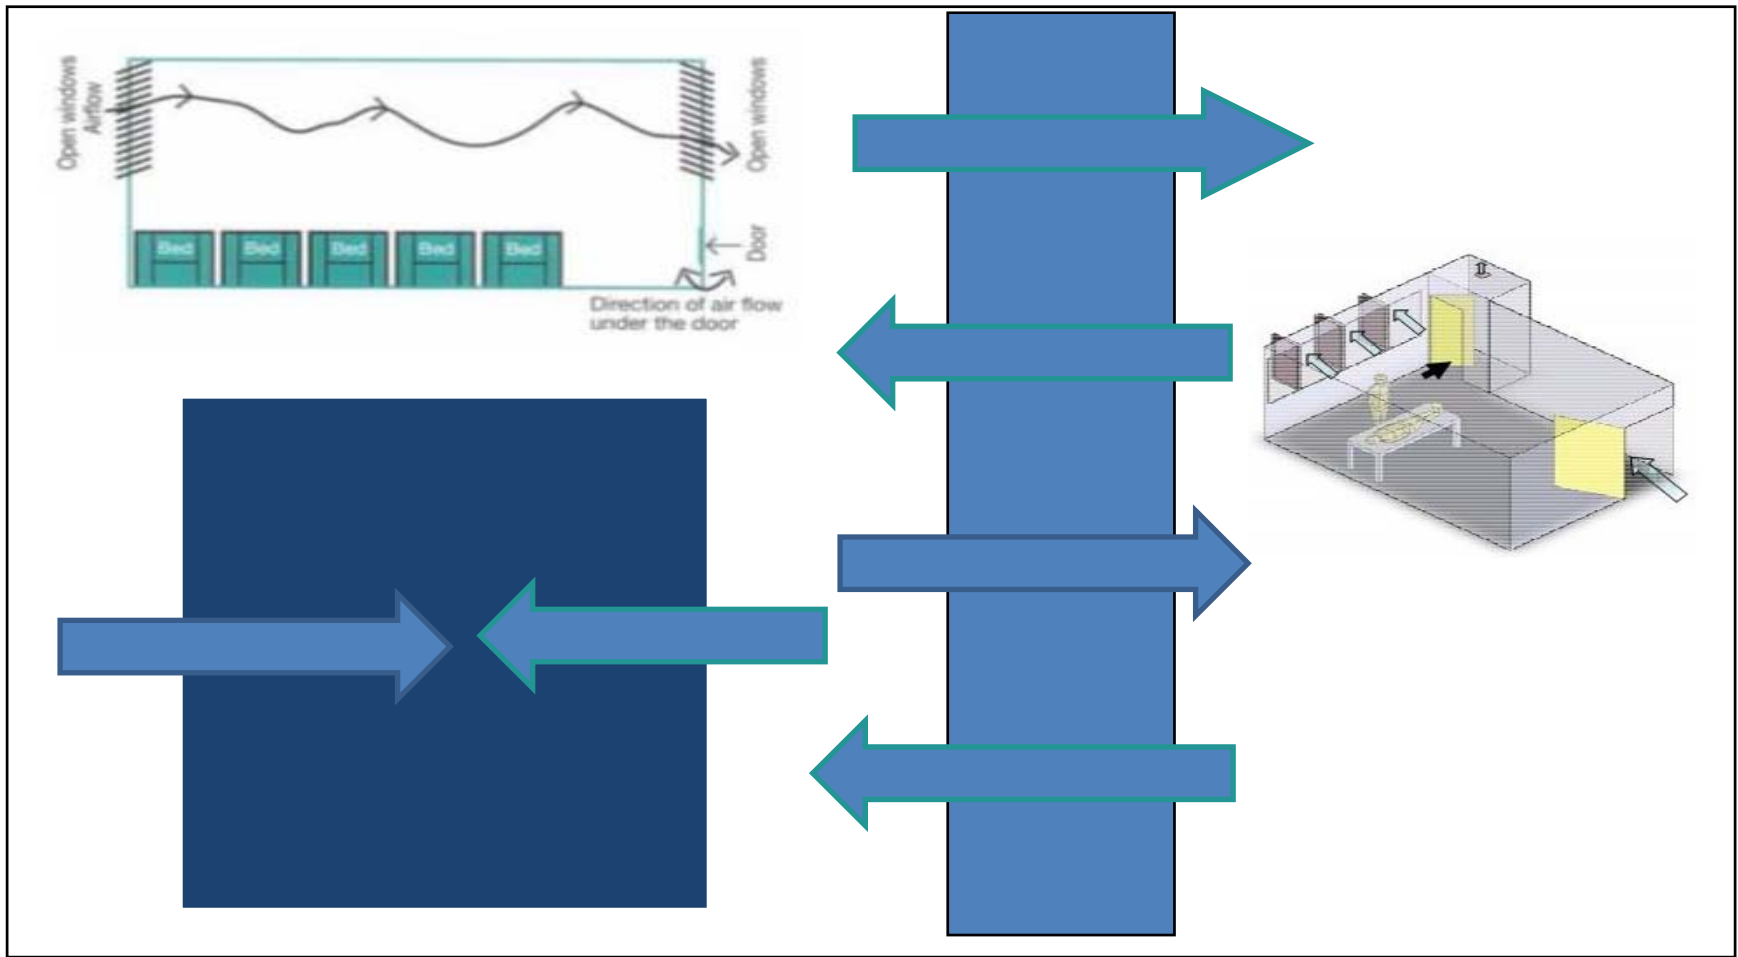 Open windows
Airflow
Open windows
Bed
Bed
Bed
Bed
Bed
Door
Direction of air flow
under the door